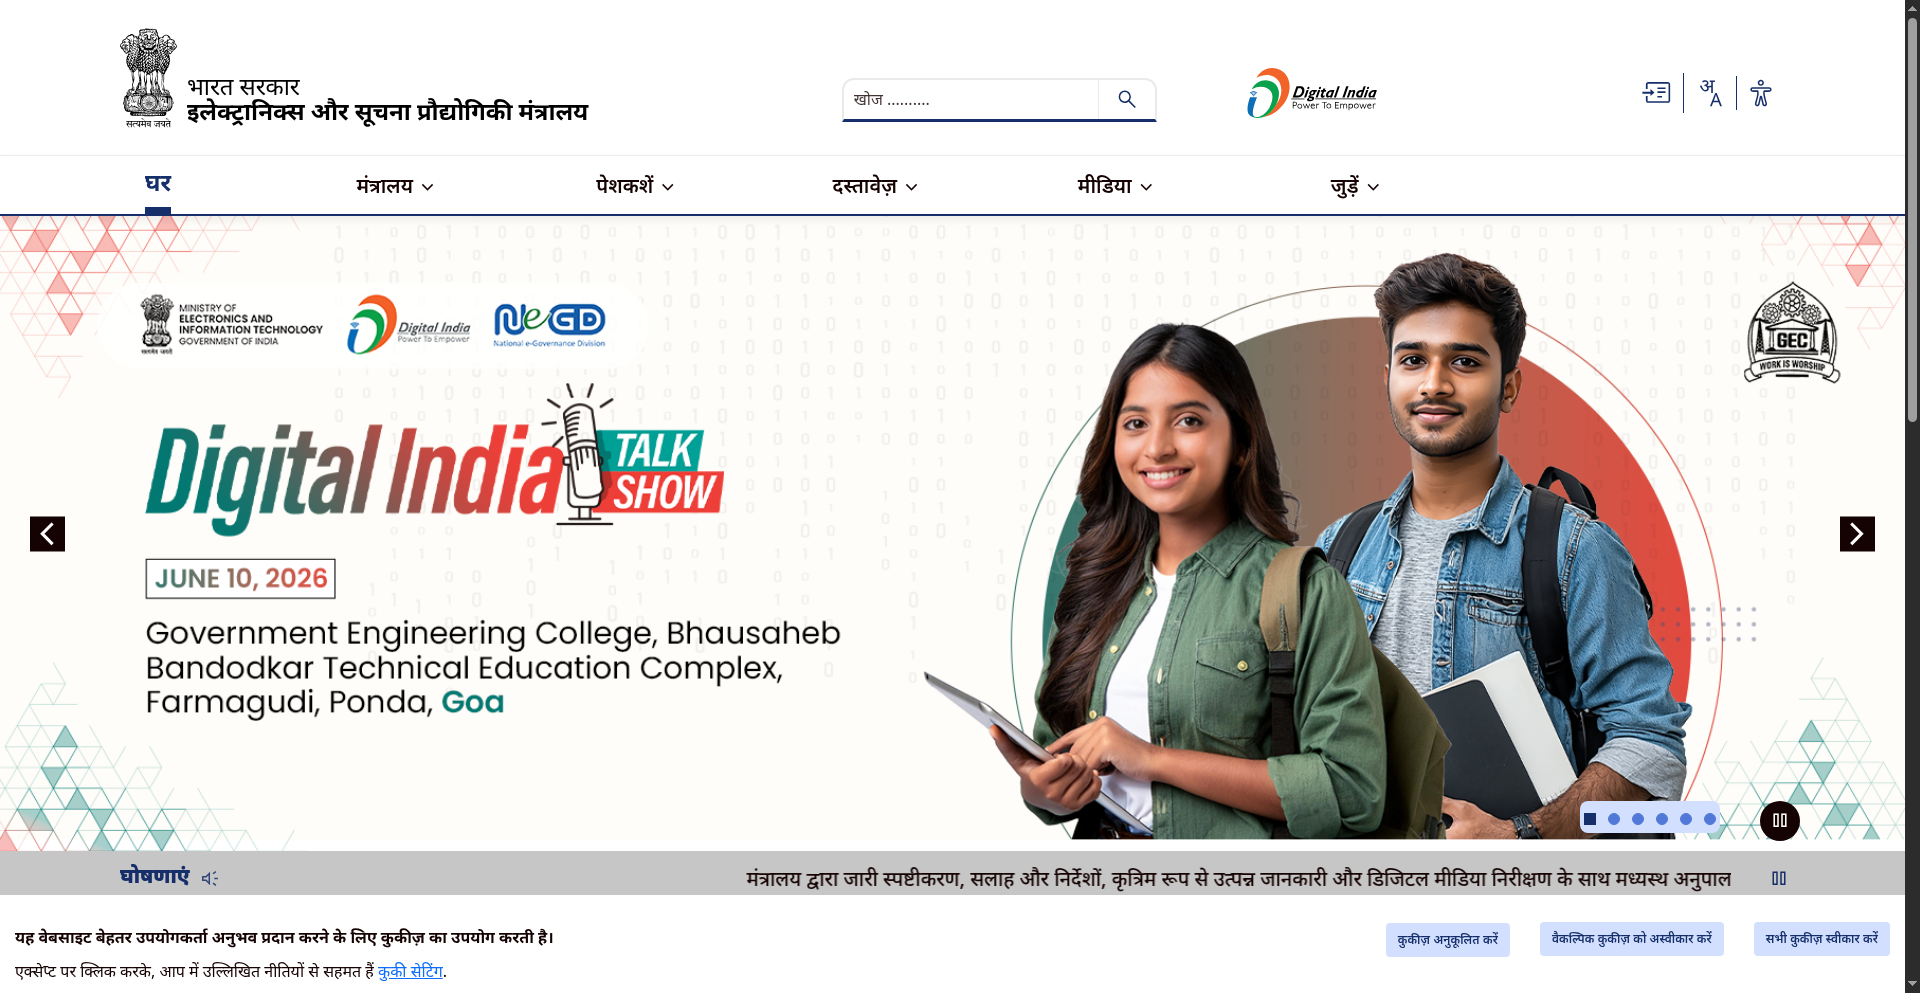 भारत सरकार
इलेक्ट्रानिक्स और सूचना प्रौद्योगिकी मंत्रालय
सत्यमेव जयते
खोज ..........
Digital India
Power To Empower
अ
A
घर
मंत्रालय
पेशकशें
दस्तावेज़
मीडिया
जुड़ें
MINISTRY OF
ELECTRONICS AND
INFORMATION TECHNOLOGY
GOVERNMENT OF INDIA
सत्यमेव जयते
Digital India
Power To Empower
NeGD
National e-Governance Division
GEC
WORK IS WORSHIP
Digital India
TALK
SHOW
JUNE 10, 2026
Government Engineering College, Bhausaheb
Bandodkar Technical Education Complex,
Farmagudi, Ponda, Goa
घोषणाएं
मंत्रालय द्वारा जारी स्पष्टीकरण, सलाह और निर्देशों, कृत्रिम रूप से उत्पन्न जानकारी और डिजिटल मीडिया निरीक्षण के साथ मध्यस्थ अनुपाल
यह वेबसाइट बेहतर उपयोगकर्ता अनुभव प्रदान करने के लिए कुकीज़ का उपयोग करती है।
एक्सेप्ट पर क्लिक करके, आप में उल्लिखित नीतियों से सहमत हैं कुकी सेटिंग.
कुकीज़ अनुकूलित करें
वैकल्पिक कुकीज़ को अस्वीकार करें
सभी कुकीज़ स्वीकार करें